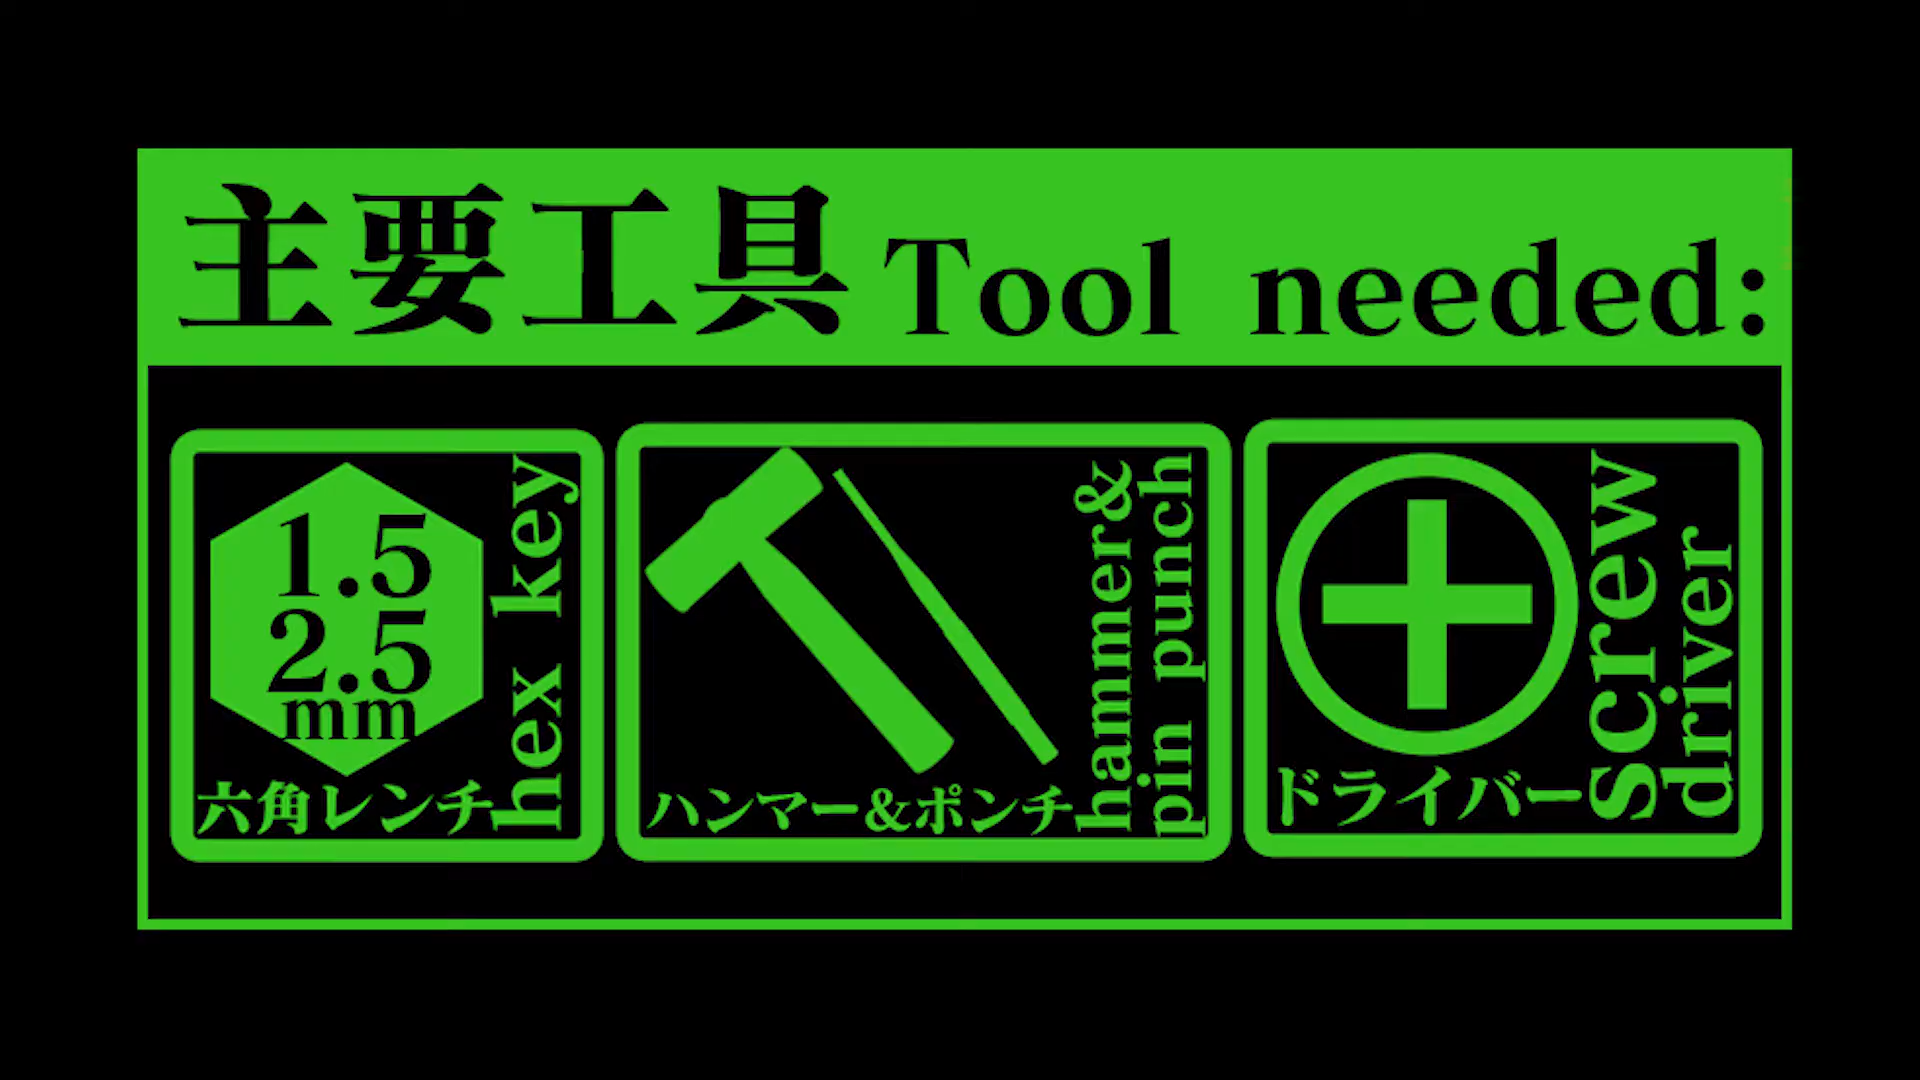 主要工具 Tool needed:
1.5
2.5
mm
六角レンチ
hex key
ハンマー&ポンチ
hammer&
pin punch
ドライバー
Screw
driver